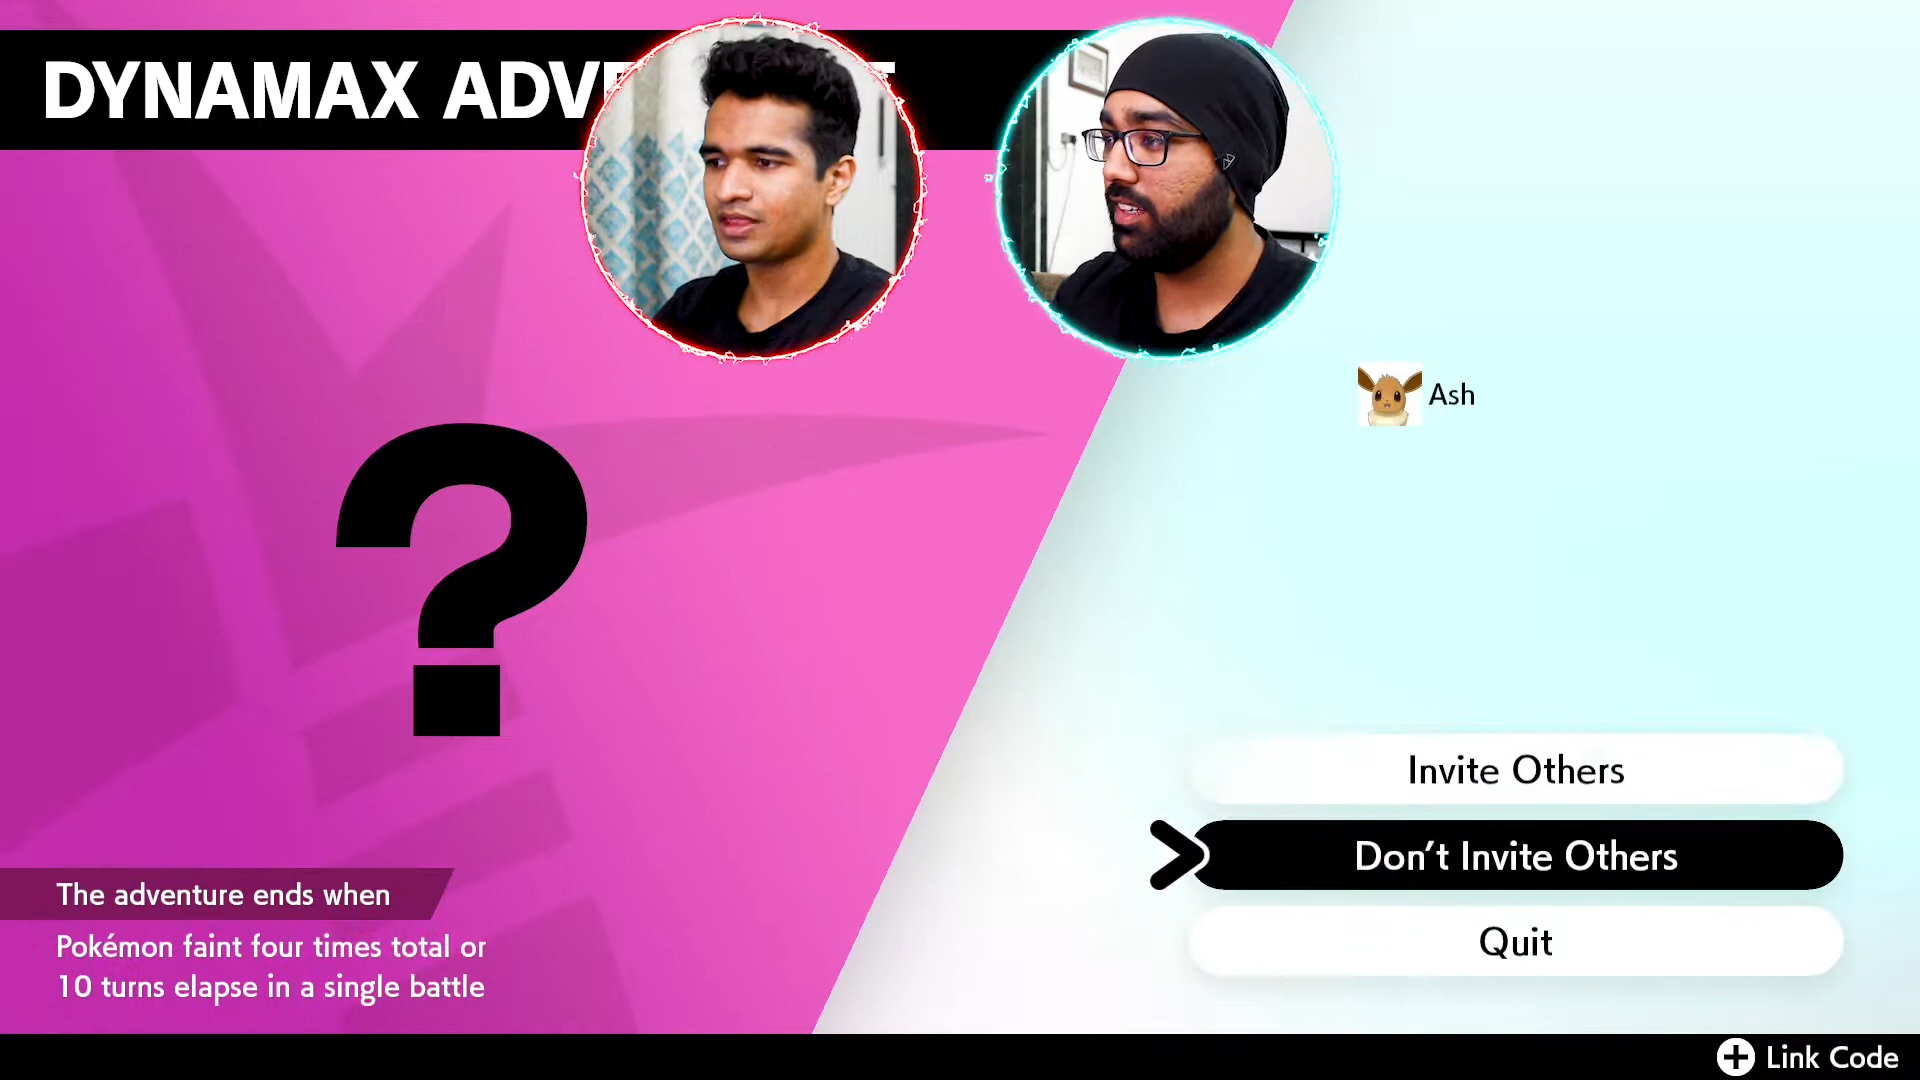 DYNAMAX
Ash
Invite Others
Don't Invite Others
Quit
The adventure ends when
Pokémon faint four times total or
10 turns elapse in a single battle
Link Code